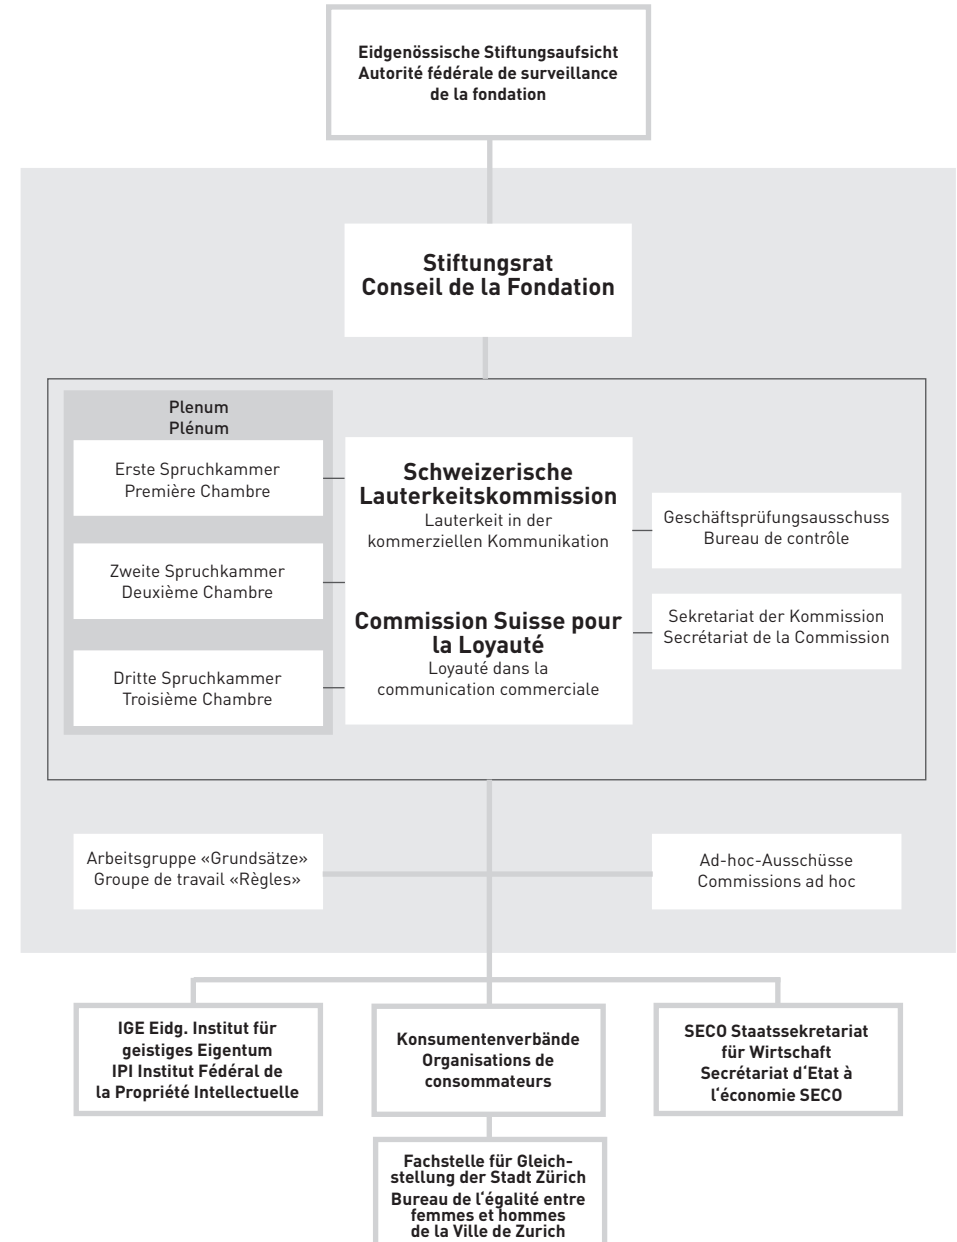 Eidgenössische Stiftungsaufsicht
Autorité fédérale de surveillance
de la fondation
Stiftungsrat
Conseil de la Fondation
Plenum
Plénum
Erste Spruchkammer
Première Chambre
Zweite Spruchkammer
Deuxième Chambre
Dritte Spruchkammer
Troisième Chambre
Schweizerische
Lauterkeitskommission
Lauterkeit in der
kommerziellen Kommunikation
Commission Suisse pour
la Loyauté
Loyauté dans la
communication commerciale
Geschäftsprüfungsausschuss
Bureau de contrôle
Sekretariat der Kommission
Secrétariat de la Commission
Arbeitsgruppe «Grundsätze»
Groupe de travail «Règles»
Ad-hoc-Ausschüsse
Commissions ad hoc
IGE Eidg. Institut für
geistiges Eigentum
IPI Institut Fédéral de
la Propriété Intellectuelle
Konsumentenverbände
Organisations de
consommateurs
SECO Staatssekretariat
für Wirtschaft
Secrétariat d‘Etat à
l‘économie SECO
Fachstelle für Gleich-
stellung der Stadt Zürich
Bureau de l‘égalité entre
femmes et hommes
de la Ville de Zurich